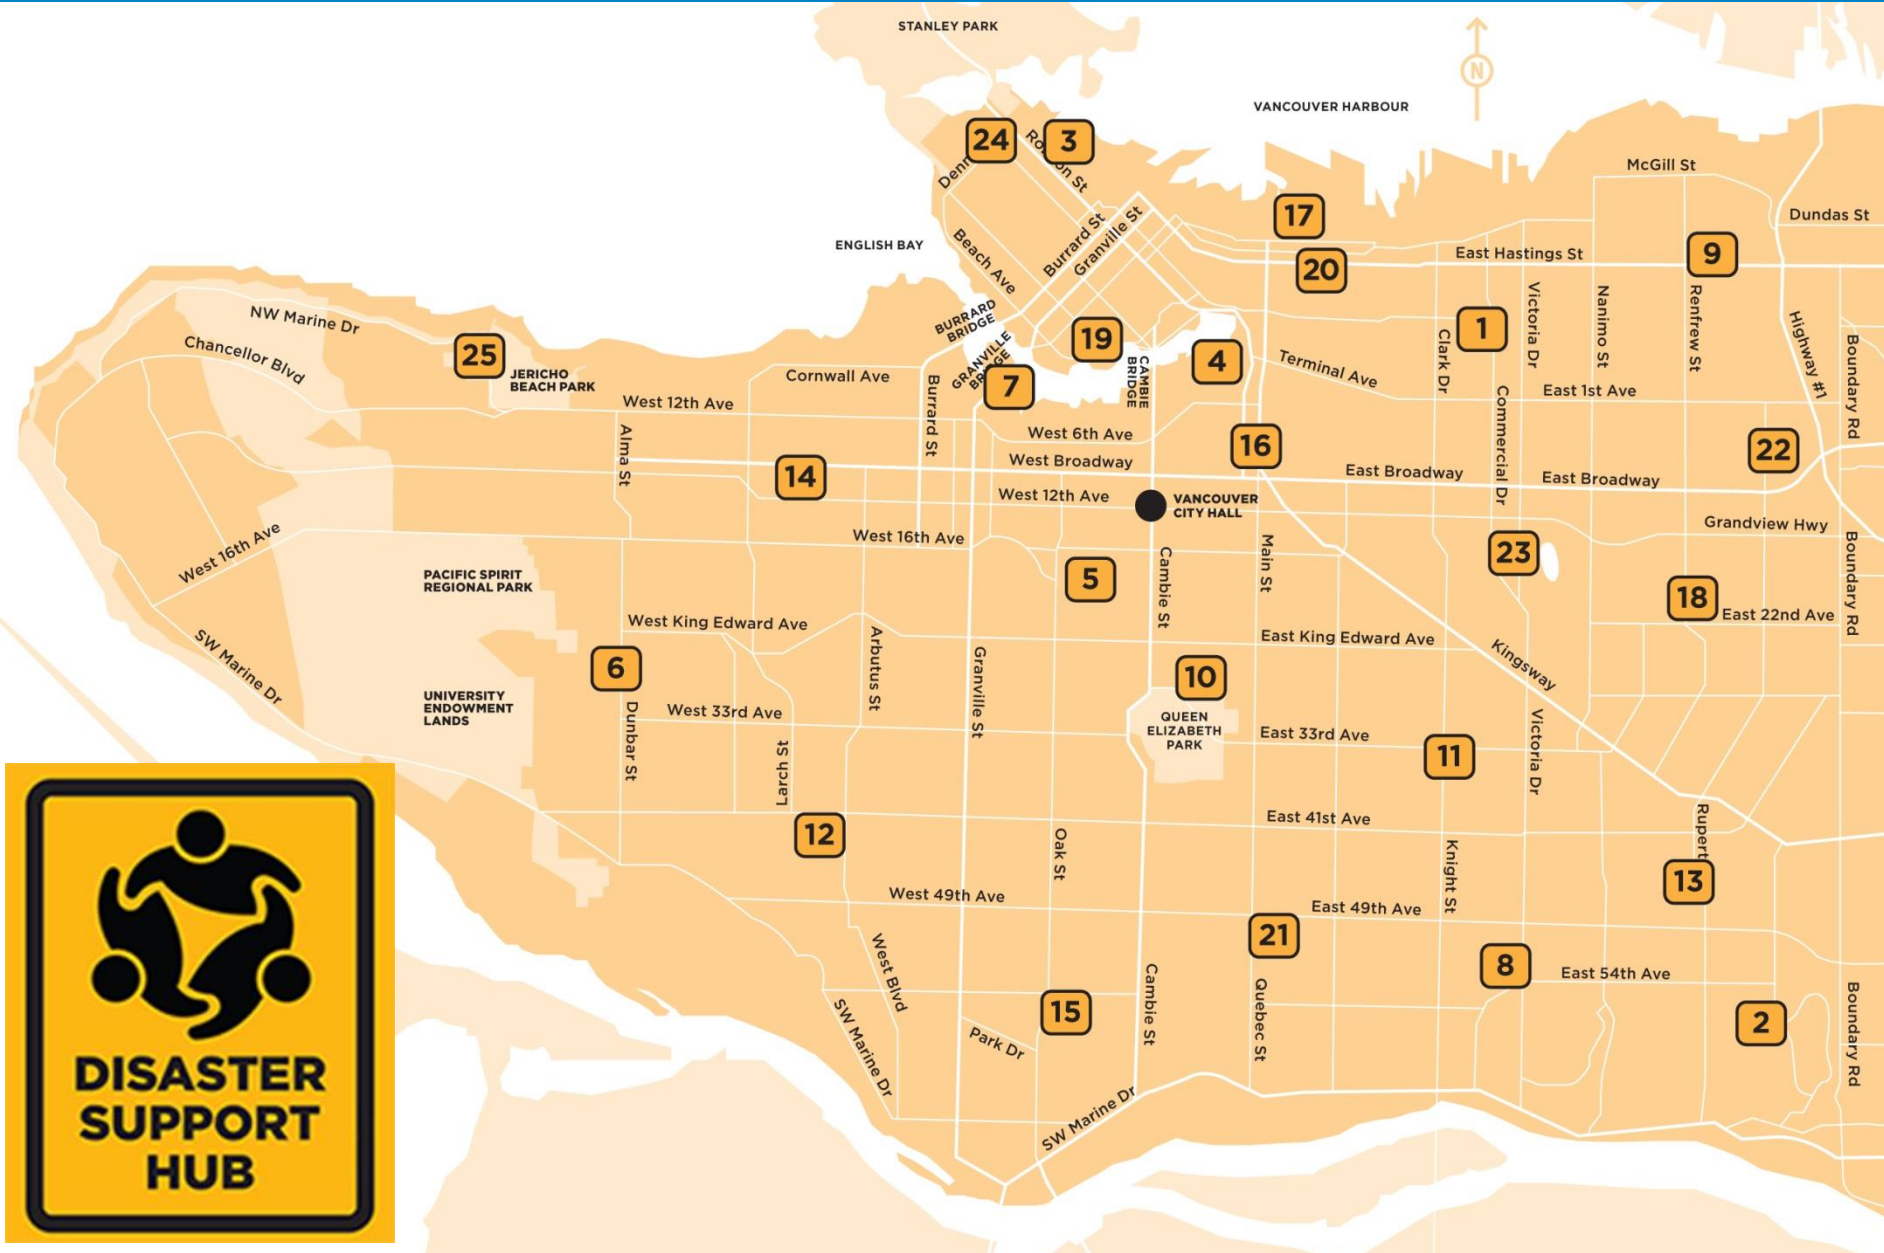 STANLEY PARK
N
VANCOUVER HARBOUR
24
3
Robson St
McGill St
17
Dundas St
Burrard St
Granville St
ENGLISH BAY
Beach Ave
East Hastings St
9
20
NW Marine Dr
BURRARD
BRIDGE
Victoria Dr
Nanimo St
Renfrew St
Highway #1
Boundary Rd
Chancellor Blvd
25
JERICHO
BEACH PARK
GRANVILLE
BRIDGE
19
CAMBIE
BRIDGE
4
Terminal Ave
Clark Dr
1
Cornwall Ave
7
East 1st Ave
West 12th Ave
Burrard St
Commercial Dr
Alma St
West 6th Ave
16
22
West Broadway
14
East Broadway
East Broadway
West 12th Ave
VANCOUVER
CITY HALL
Grandview Hwy
West 16th Ave
West 16th Ave
Main St
23
Boundary Rd
PACIFIC SPIRIT
REGIONAL PARK
5
Cambie St
18
East 22nd Ave
West King Edward Ave
East King Edward Ave
SW Marine Dr
6
Arbutus St
Granville St
Kingsway
10
UNIVERSITY
ENDOWMENT
LANDS
Dunbar St
West 33rd Ave
QUEEN
ELIZABETH
PARK
East 33rd Ave
Victoria Dr
11
Larch St
12
East 41st Ave
Rupert
Oak St
Knight St
13
West 49th Ave
East 49th Ave
21
West Blvd
8
East 54th Ave
Cambie St
Quebec St
15
2
Boundary Rd
SW Marine Dr
Park Dr
SW Marine Dr
DISASTER
SUPPORT
HUB